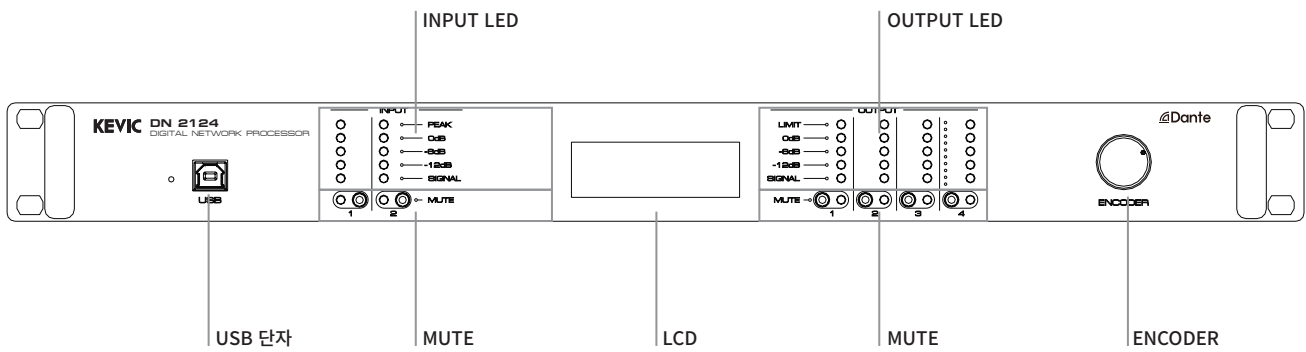 INPUT LED
OUTPUT LED
KEVIC DN 2124
DIGITAL NETWORK PROCESSOR
USB
INPUT
PEAK
0dB
-6dB
-12dB
SIGNAL
MUTE
1 2
OUTPUT
LIMIT
0dB
-6dB
-12dB
SIGNAL
MUTE
1 2 3 4
Dante
ENCODER
USB 단자
MUTE
LCD
MUTE
ENCODER